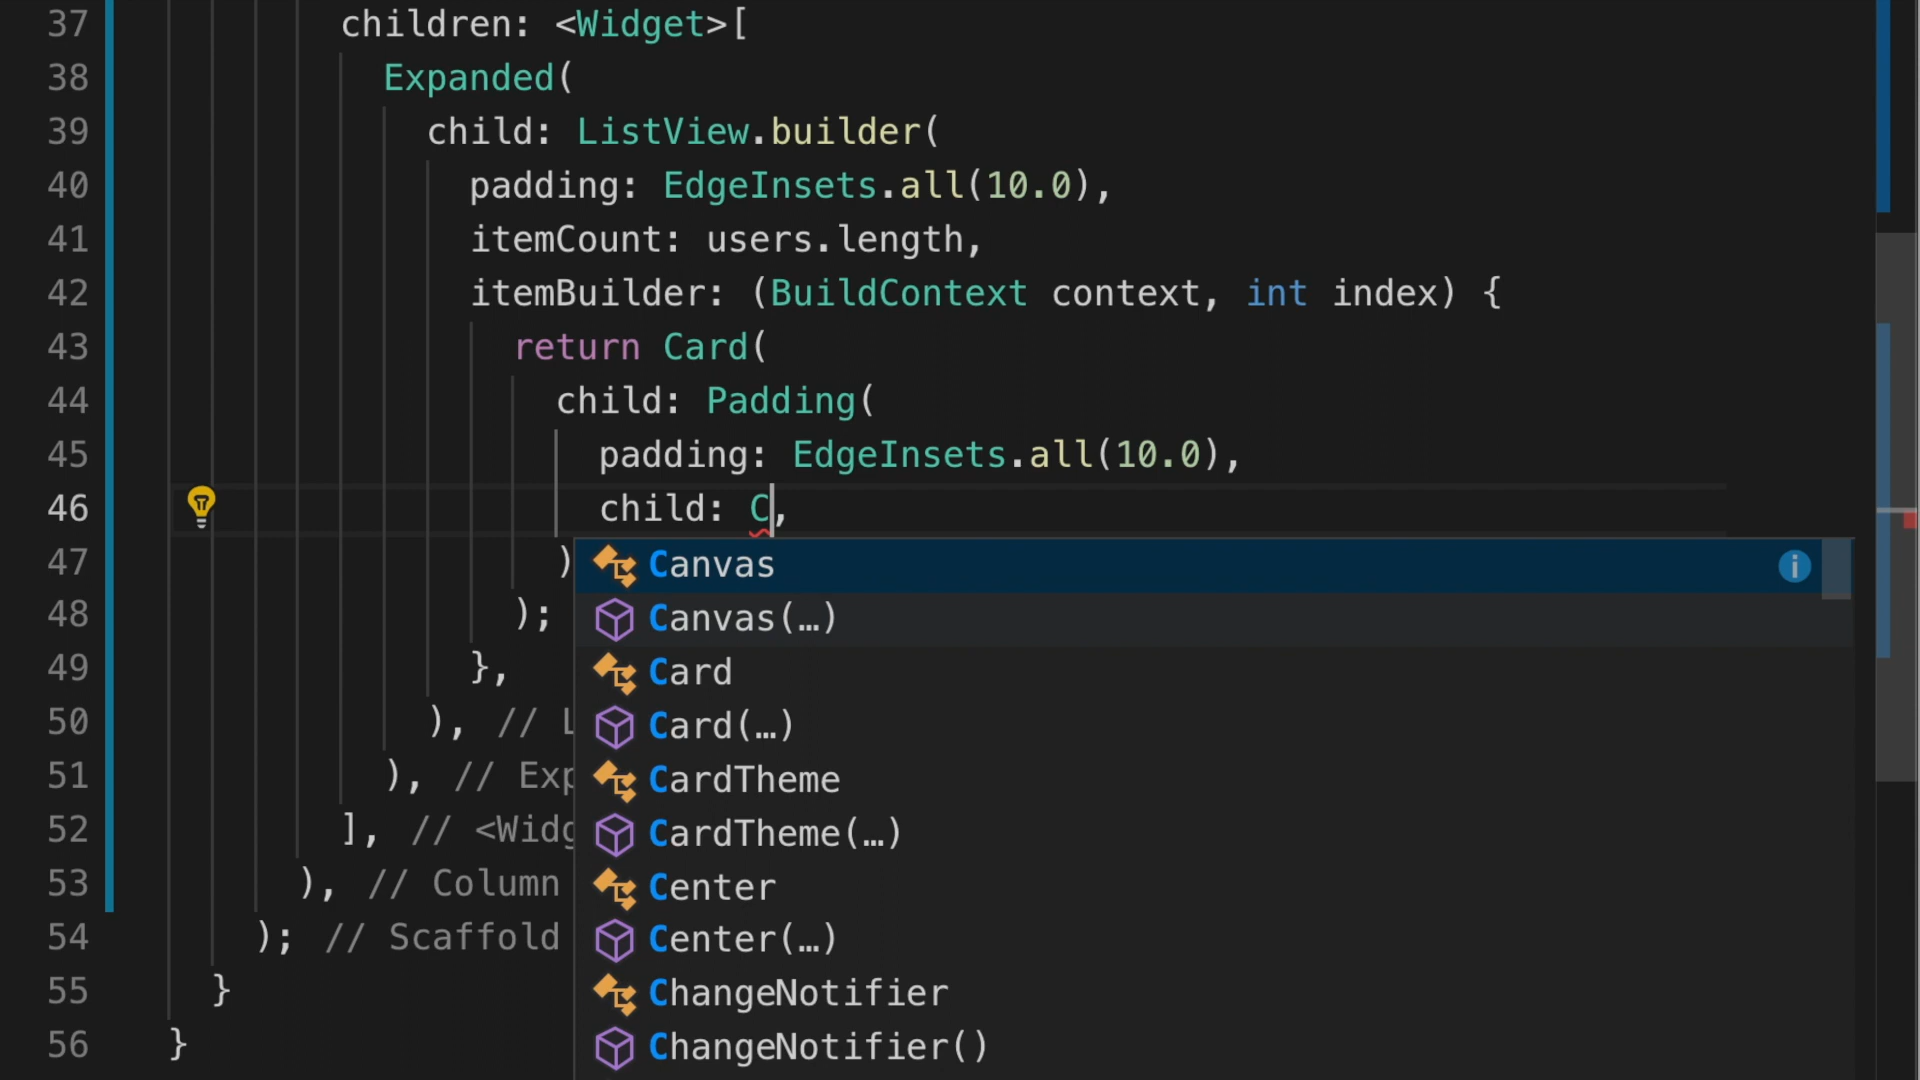 37 children: <Widget>[
38 Expanded(
39 child: ListView.builder(
40 padding: EdgeInsets.all(10.0),
41 itemCount: users.length,
42 itemBuilder: (BuildContext context, int index) {
43 return Card(
44 child: Padding(
45 padding: EdgeInsets.all(10.0),
46 child: C,
47 )
Canvas
48 );
Canvas(…)
49 },
Card
50 ), // L
Card(…)
51 ), // Exp
CardTheme
52 ], // <Widg
CardTheme(…)
53 ), // Column
Center
54 ); // Scaffold
Center(…)
55 }
ChangeNotifier
56 }
ChangeNotifier()